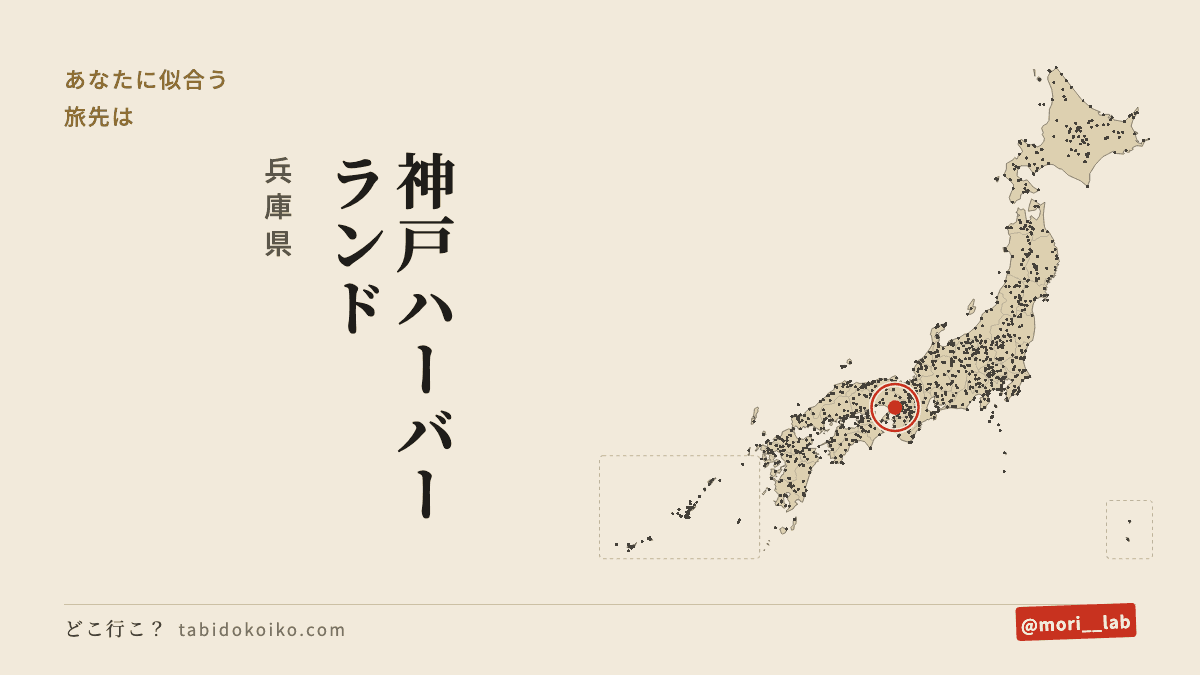 あなたに似合う
旅先は
神戸ハーバー
ランド
兵庫県
どこ行こ？ tabidokoiko.com
@mori__lab